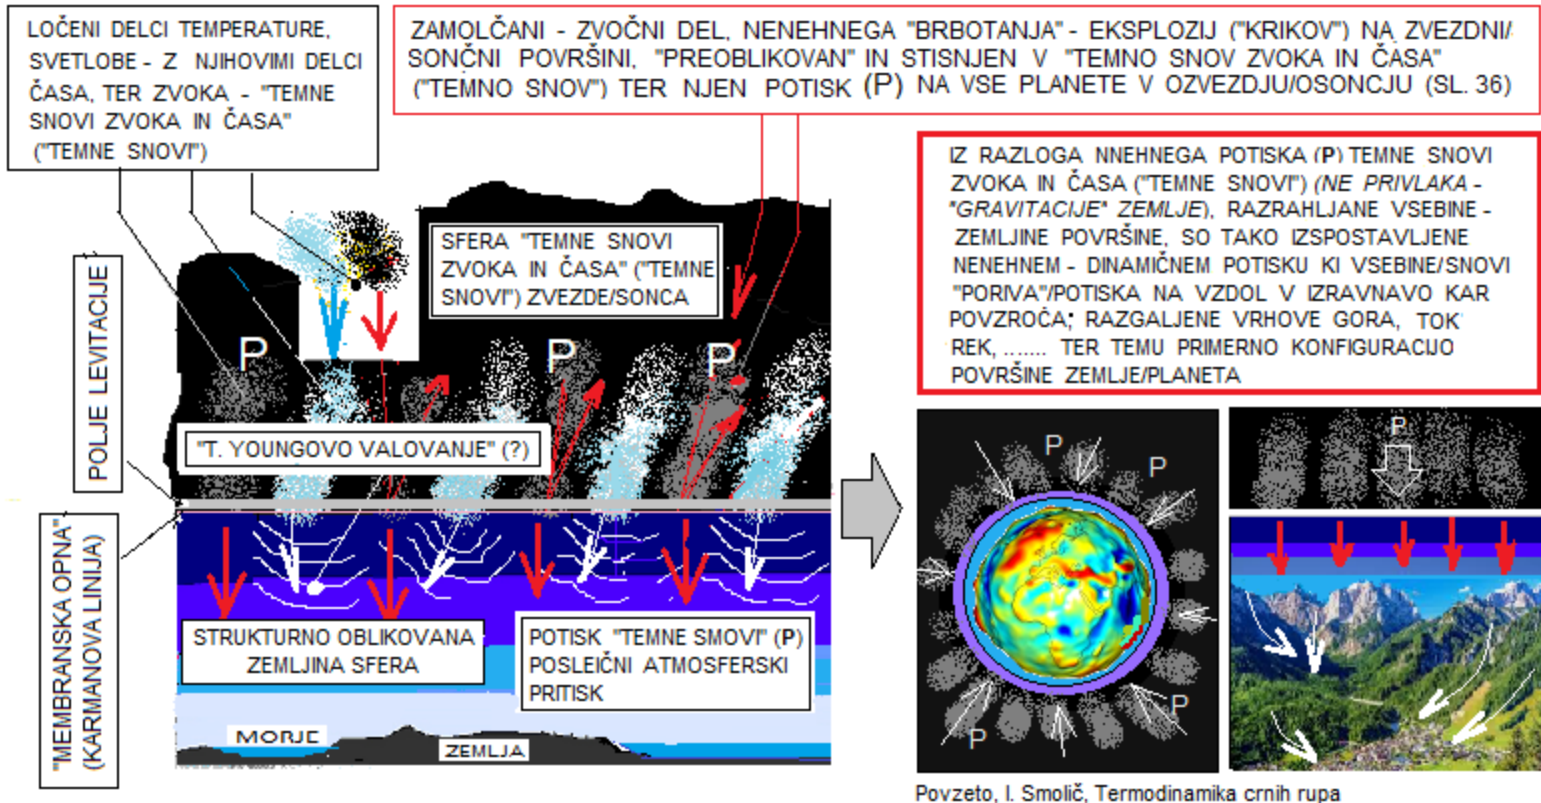 LOČENI DELCI TEMPERATURE,
SVETLOBE - Z NJIHOVIMI DELCI
ČASA, TER ZVOKA - "TEMNE
SNOVI ZVOKA IN ČASA"
("TEMNE SNOVI")
ZAMOLČANI - ZVOČNI DEL, NENEHNEGA "BRBOTANJA" - EKSPLOZIJ ("KRIKOV") NA ZVEZDNI/
SONČNI POVRŠINI, "PREOBLIKOVAN" IN STISNJEN V "TEMNO SNOV ZVOKA IN ČASA"
("TEMNO SNOV") TER NJEN POTISK (P) NA VSE PLANETE V OZVEZDJU/OSONCJU (SL. 36)
IZ RAZLOGA NNEHNEGA POTISKA (P) TEMNE SNOVI
ZVOKA IN ČASA ("TEMNE SNOVI") (NE PRIVLAKA -
"GRAVITACIJE" ZEMLJE), RAZRAHLJANE VSEBINE -
ZEMLJINE POVRŠINE, SO TAKO IZSPOSTAVLJENE
NENEHNEM - DINAMIČNEM POTISKU KI VSEBINE/SNOVI
"PORIVA"/POTISKA NA VZDOL V IZRAVNAVO KAR
POVZROČA; RAZGALJENE VRHOVE GORA, TOK
REK, ....... TER TEMU PRIMERNO KONFIGURACIJO
POVRŠINE ZEMLJE/PLANETA
POLJE LEVITACIJE
SFERA "TEMNE SNOVI
ZVOKA IN ČASA" ("TEMNE
SNOVI") ZVEZDE/SONCA
P
P
P
"T. YOUNGOVO VALOVANJE" (?)
"MEMBRANSKA OPNA"
(KARMANOVA LINIJA)
STRUKTURNO OBLIKOVANA
ZEMLJINA SFERA
POTISK "TEMNE SMOVI" (P)
POSLEIČNI ATMOSFERSKI
PRITISK
MORJE
ZEMLJA
P
P
P
P
P
Povzeto, I. Smolič, Termodinamika crnih rupa